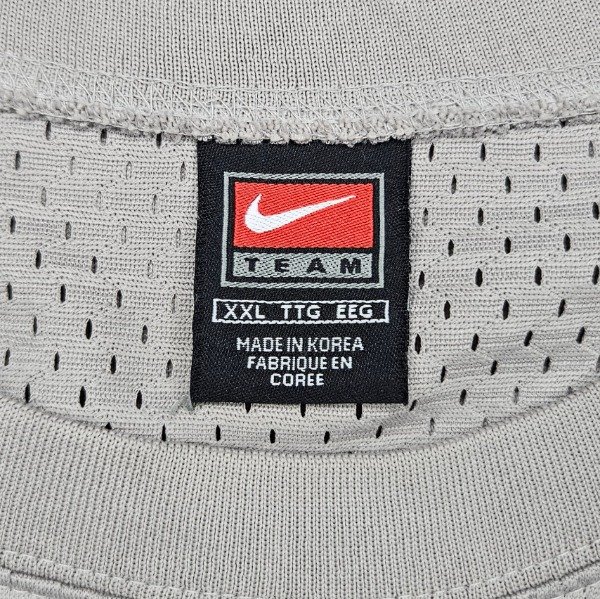 TEAM
XXL TTG EEG
MADE IN KOREA
FABRIQUE EN
COREE